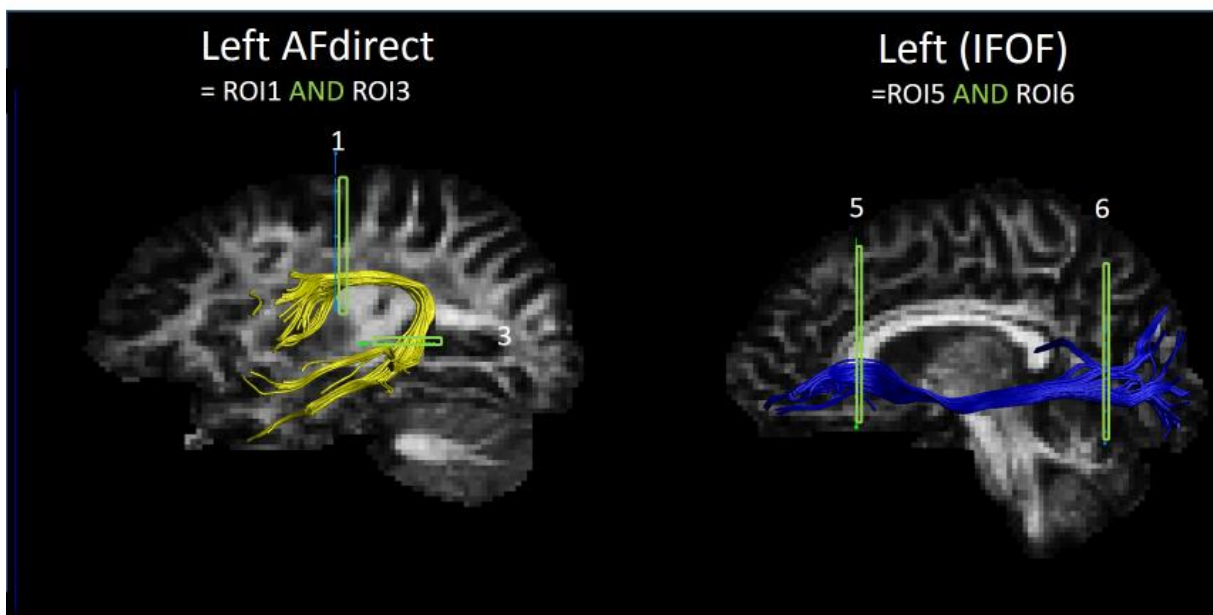 Left AFdirect
= ROI1 AND ROI3
1
3
Left (IFOF)
=ROI5 AND ROI6
5
6